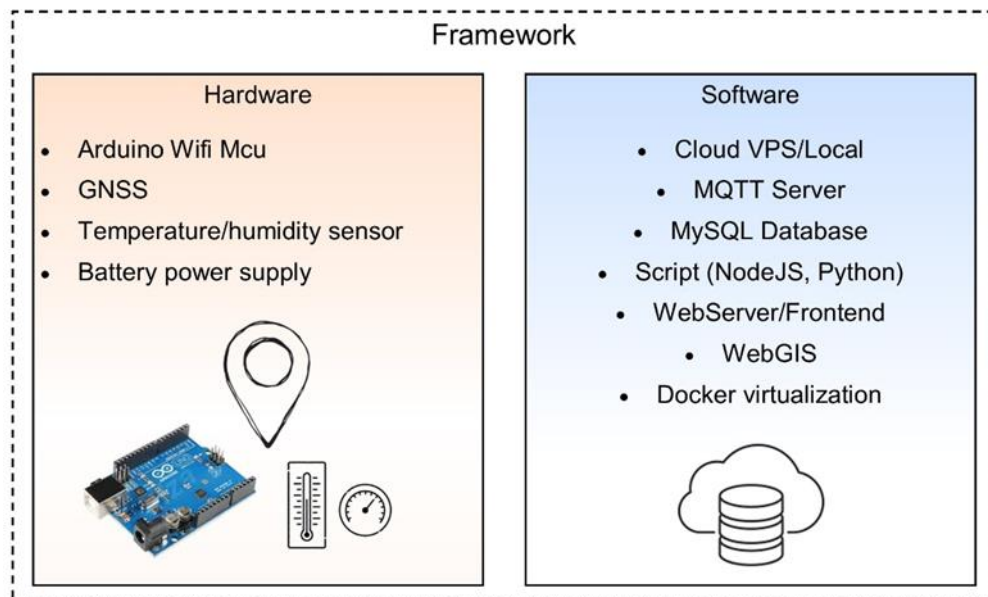 Framework
Hardware
• Arduino Wifi Mcu
• GNSS
• Temperature/humidity sensor
• Battery power supply
Software
• Cloud VPS/Local
• MQTT Server
• MySQL Database
• Script (NodeJS, Python)
• WebServer/Frontend
• WebGIS
• Docker virtualization